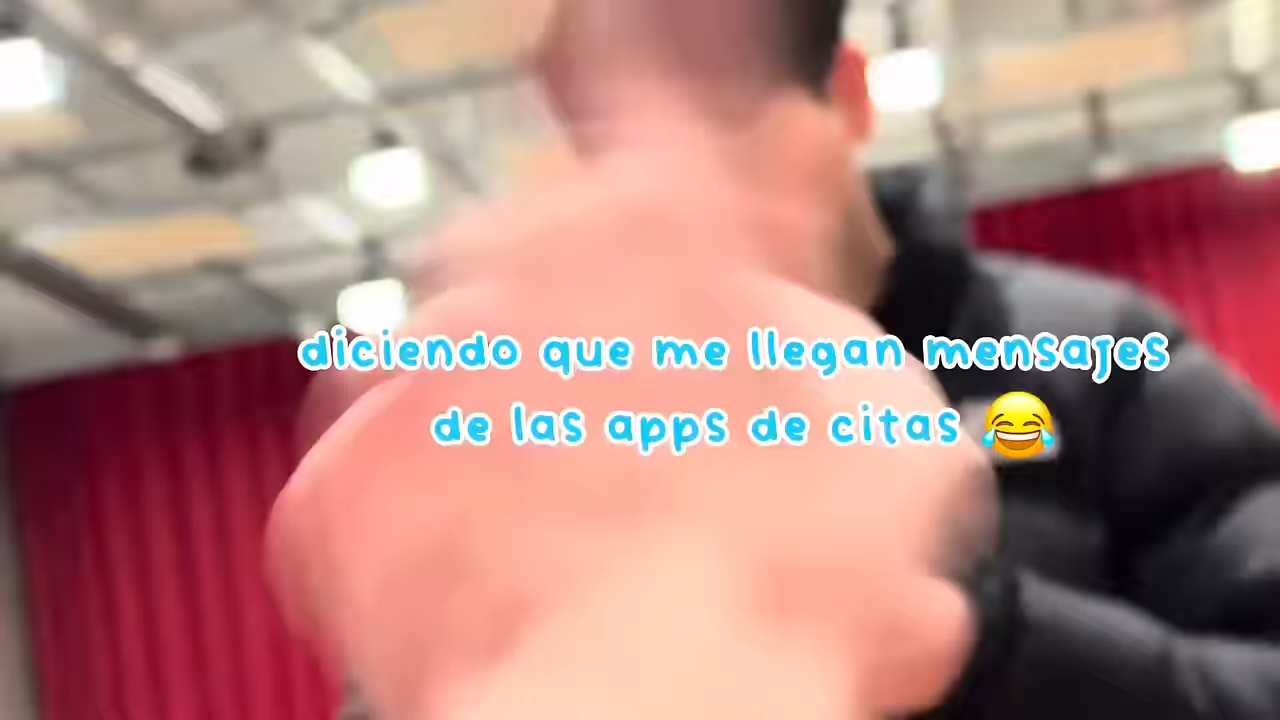 diciendo que me llegan mensajes
de las apps de citas 😂